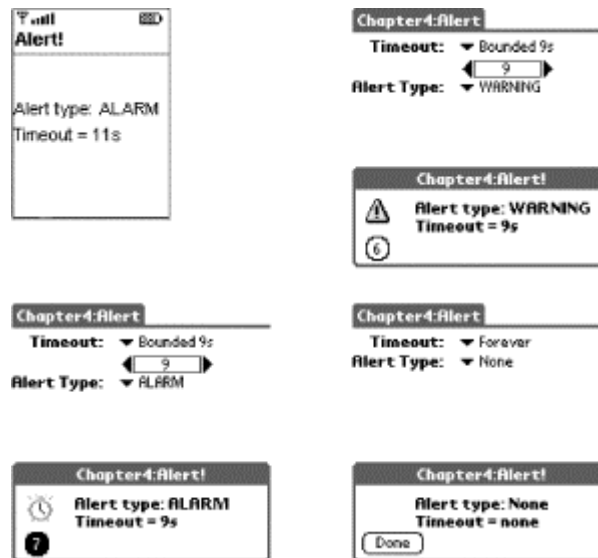 Alert!
Alert type: ALARM
Timeout = 11s
Chapter4:Alert
Timeout: Bounded 9s
9
Alert Type: WARNING
Chapter4:Alert!
Alert type: WARNING
Timeout = 9s
6
Chapter4:Alert
Timeout: Bounded 9s
9
Alert Type: ALARM
Chapter4:Alert!
Alert type: ALARM
Timeout = 9s
7
Chapter4:Alert
Timeout: Forever
Alert Type: None
Chapter4:Alert!
Alert type: None
Timeout = none
Done